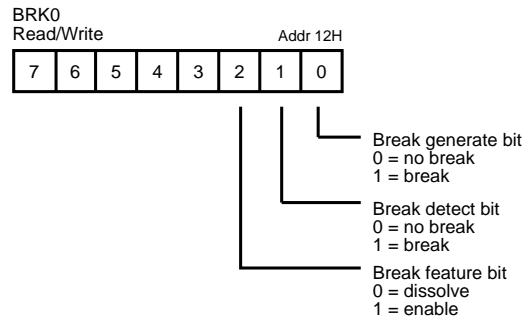 BRK0
Read/Write Addr 12H
7 6 5 4 3 2 1 0
Break generate bit
0 = no break
1 = break
Break detect bit
0 = no break
1 = break
Break feature bit
0 = dissolve
1 = enable